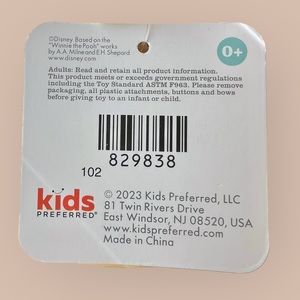 ©Disney. Based on the
"Winnie the Pooh" works
by A.A. Milne and E.H. Shepard.
www.disney.com
0+
Adults: Read and retain all product information.
This product meets or exceeds government regulations
including the Toy Standard ASTM F963. Please remove
packaging, all plastic attachments, buttons and bows
before giving toy to an infant or child.
829838
102
kids
PREFERRED®
© 2023 Kids Preferred, LLC
81 Twin Rivers Drive
East Windsor, NJ 08520, USA
www.kidspreferred.com
Made in China